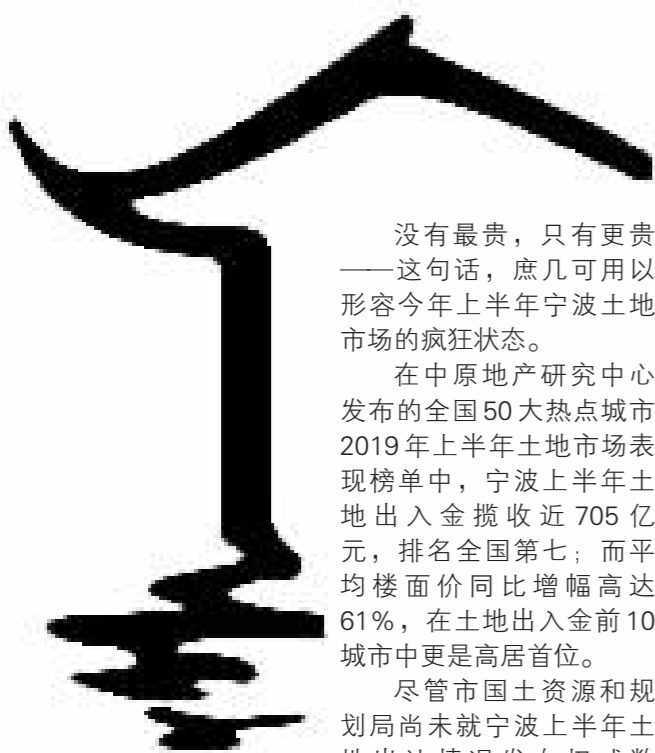 没有最贵，只有更贵
——这句话，庶几可用以
形容今年上半年宁波土地
市场的疯狂状态。
在中原地产研究中心
发布的全国50大热点城市
2019年上半年土地市场表
现榜单中，宁波上半年土
地出入金揽收近705亿
元，排名全国第七；而平
均楼面价同比增幅高达
61%，在土地出入金前10
城市中更是高居首位。
尽管市国土资源和规
划局尚未就宁波上半年土